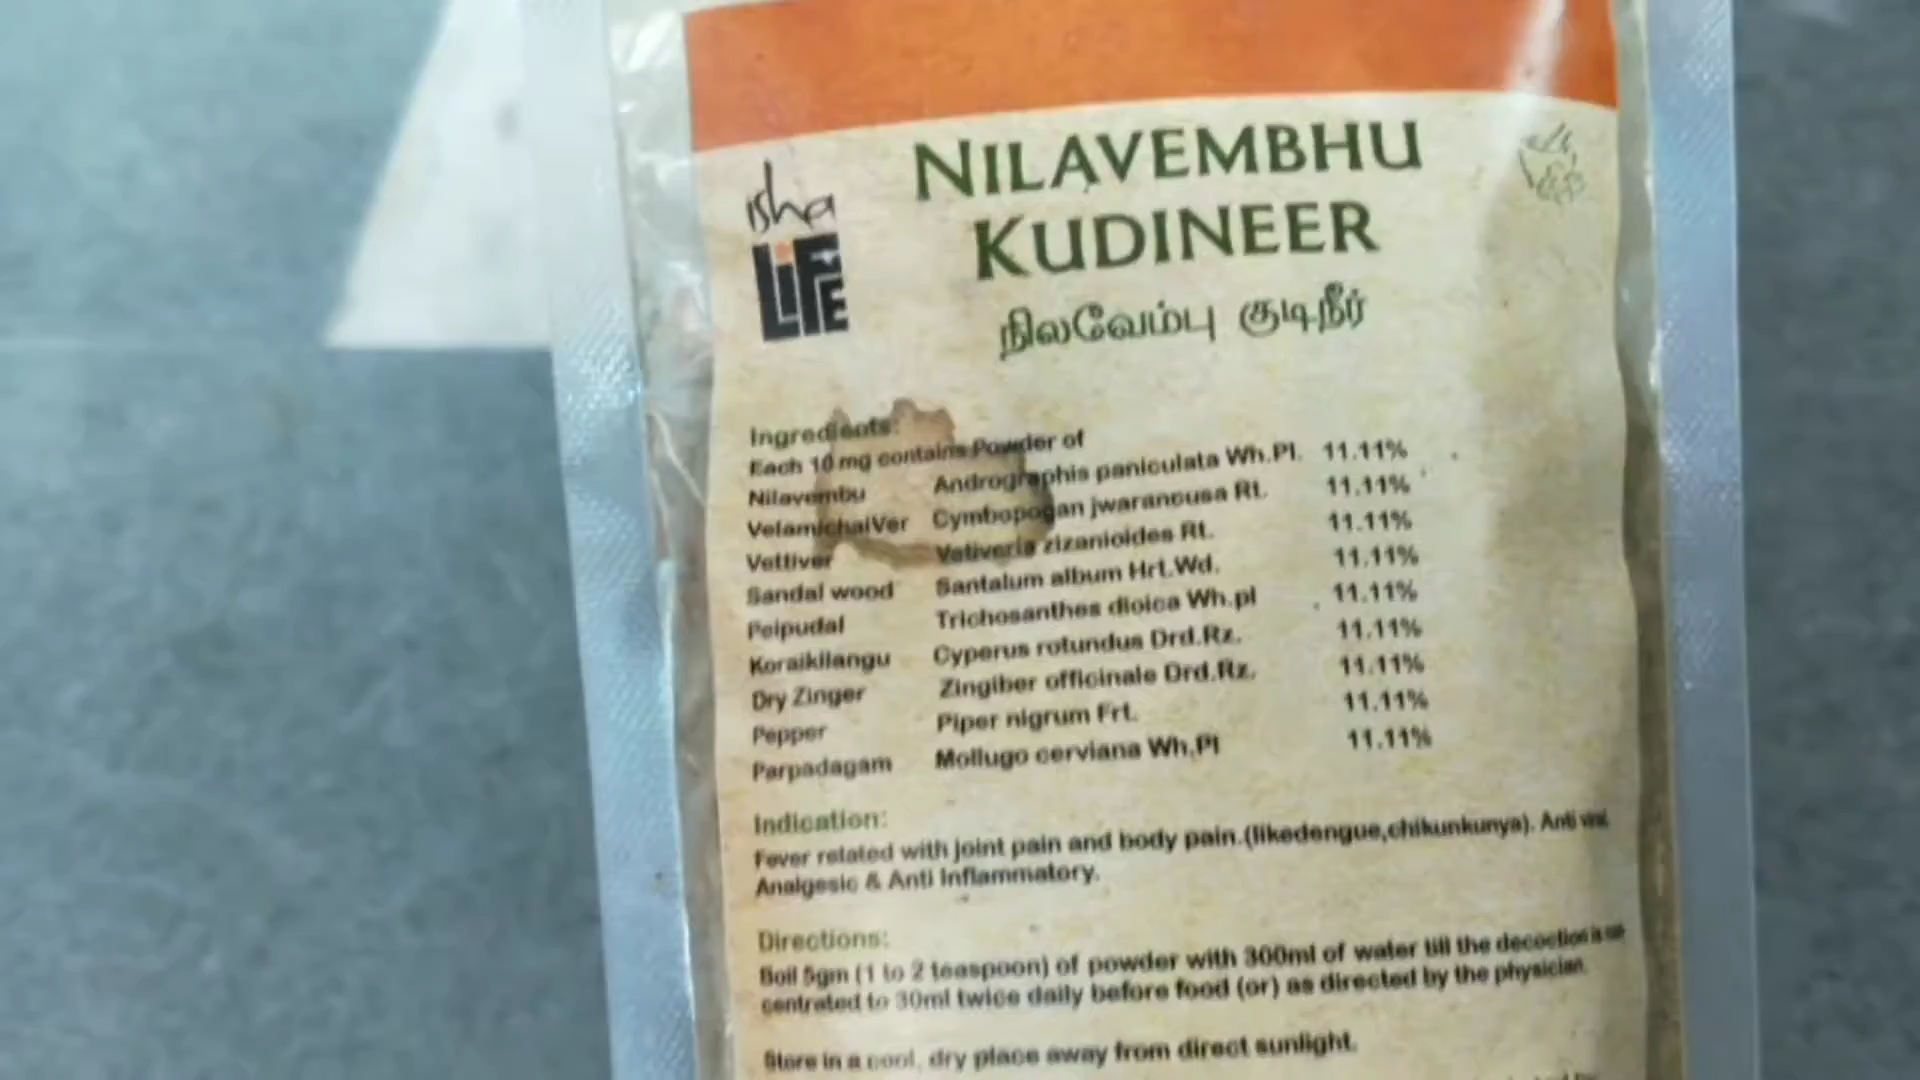 isha
LIFE
NILAVEMBHU
KUDINEER
நிலவேம்பு குடிநீர்
Ingredients:
Each 10 mg contains Powder of
Nilavembu Andrographis paniculata Wh.Pl. 11.11%
VelamichaiVer Cymbopogan jwarancusa Rt. 11.11%
Vettiver Vetiveria zizanioides Rt. 11.11%
Sandal wood Santalum album Hrt.Wd. 11.11%
Peipudal Trichosanthes dioica Wh.pl 11.11%
Koraikilangu Cyperus rotundus Drd.Rz. 11.11%
Dry Zinger Zingiber officinale Drd.Rz. 11.11%
Pepper Piper nigrum Frt. 11.11%
Parpadagam Mollugo cerviana Wh.Pl 11.11%
Indication:
Fever related with joint pain and body pain.(likedengue,chikunkunya). Anti viral
Analgesic & Anti Inflammatory.
Directions:
Boil 5gm (1 to 2 teaspoon) of powder with 300ml of water till the decoction is
centrated to 30ml twice daily before food (or) as directed by the physician.
Store in a cool, dry place away from direct sunlight.